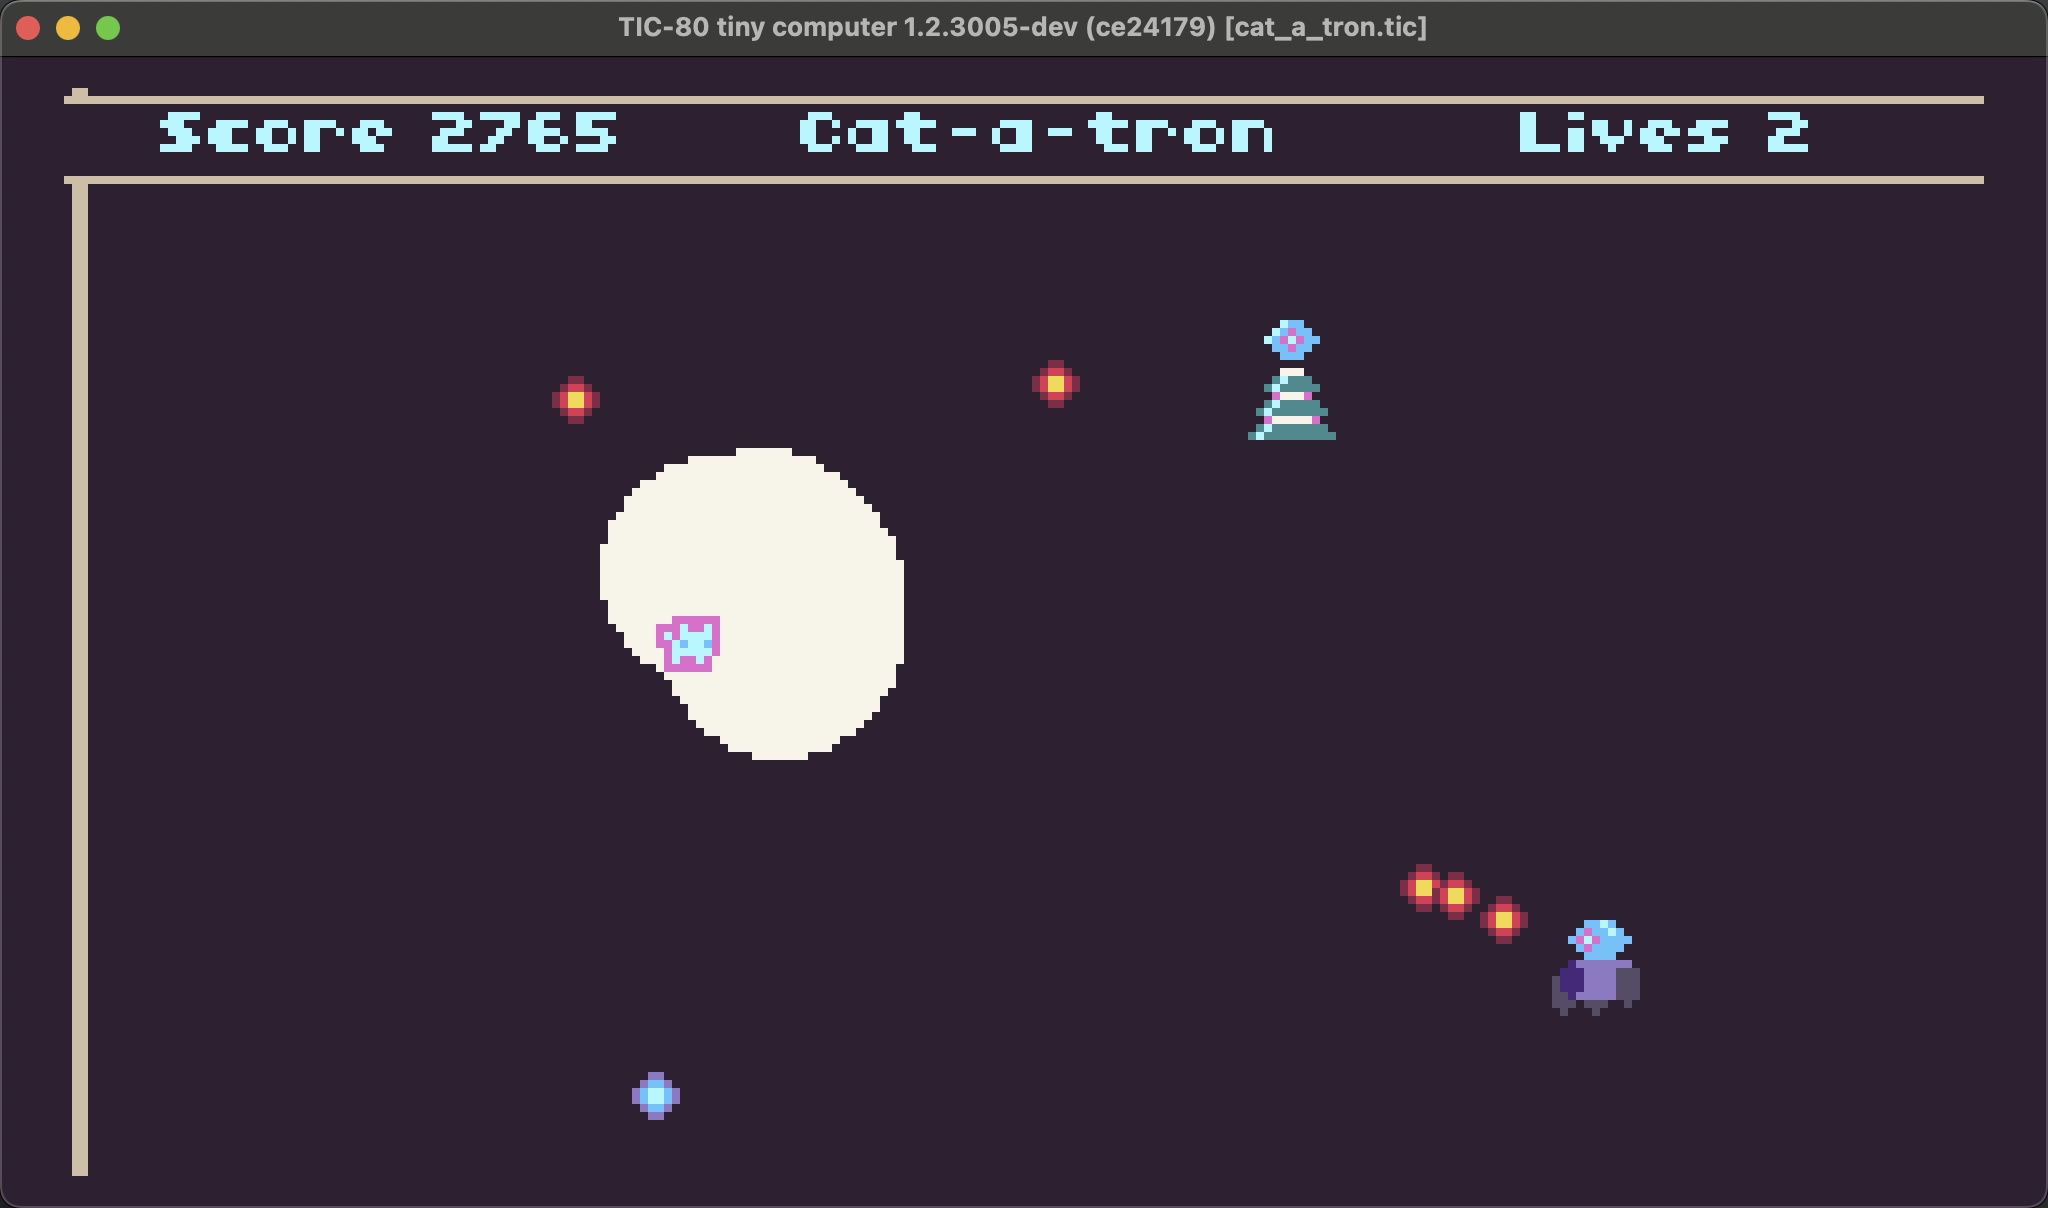 TIC-80 tiny computer 1.2.3005-dev (ce24179) [cat_a_tron.tic]
Score 2765 Cat-a-tron Lives 2